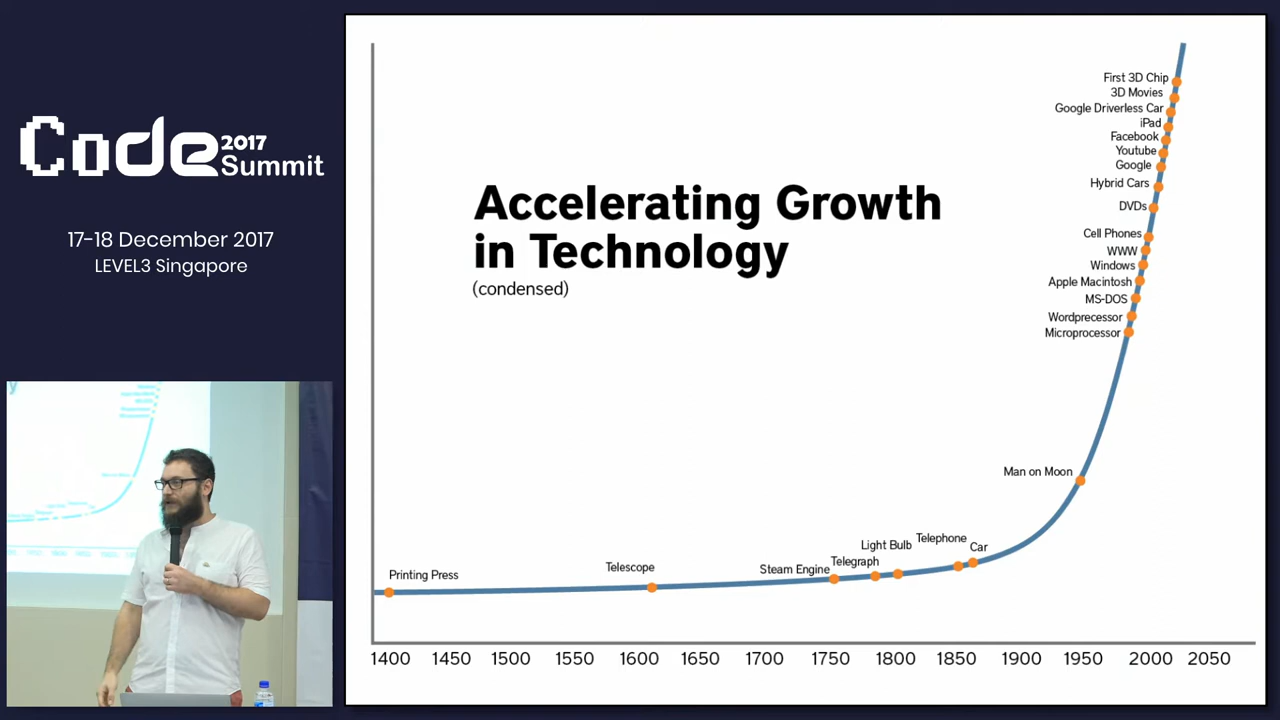 Code 2017
Summit
17-18 December 2017
LEVEL3 Singapore
Accelerating Growth
in Technology
(condensed)
First 3D Chip
3D Movies
Google Driverless Car
iPad
Facebook
Youtube
Google
Hybrid Cars
DVDs
Cell Phones
WWW
Windows
Apple Macintosh
MS-DOS
Wordprecessor
Microprocessor
Man on Moon
Telephone
Light Bulb
Car
Telegraph
Steam Engine
Telescope
Printing Press
1400 1450 1500 1550 1600 1650 1700 1750 1800 1850 1900 1950 2000 2050